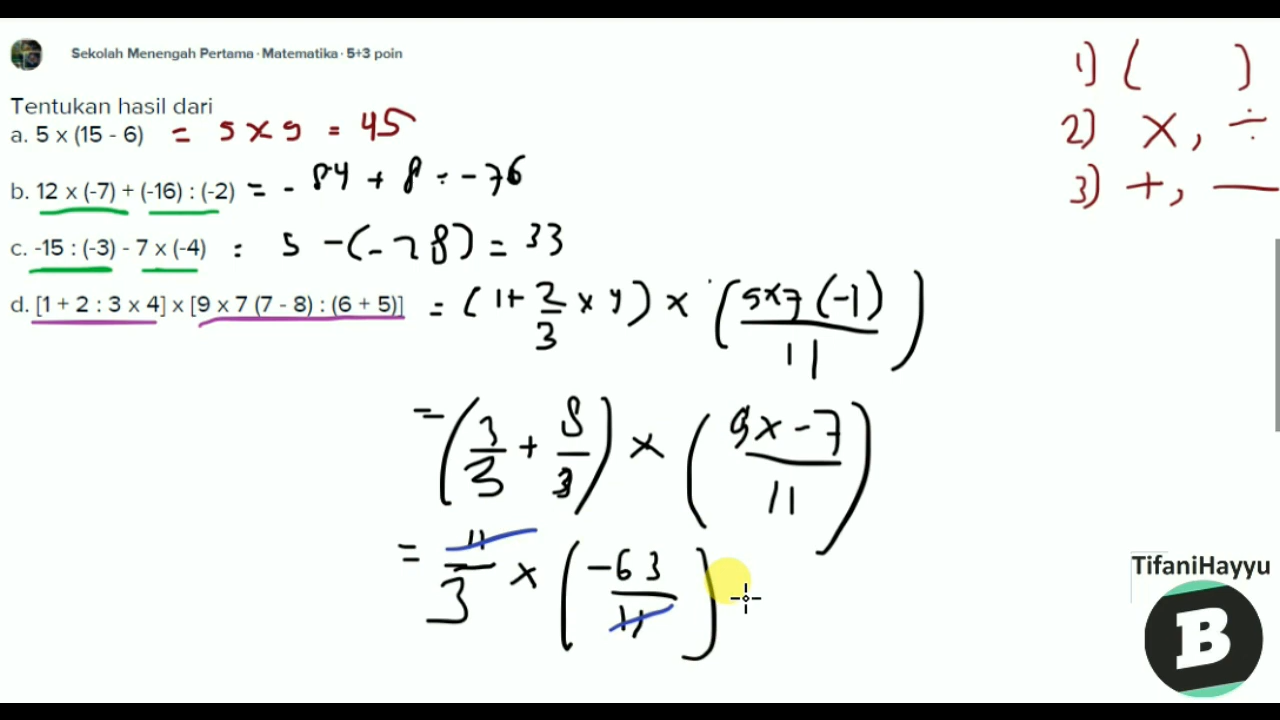 Sekolah Menengah Pertama · Matematika · 5+3 poin
1) ( )
Tentukan hasil dari
2) ×, ÷
a. 5 x (15 - 6) = 5 × 9 = 45
3) +, —
b. 12 x (-7) + (-16) : (-2) = - 84 + 8 = -76
c. -15 : (-3) - 7 x (-4) = 5 -(-28) = 33
d. [1 + 2 : 3 x 4] x [9 x 7 (7 - 8) : (6 + 5)] = (1+ 2/3 × 4) × (9×7 (-1) / 11)
= (3/3 + 8/3) × (9× -7 / 11)
= 11/3 × (-63/11)
TifaniHayyu
B